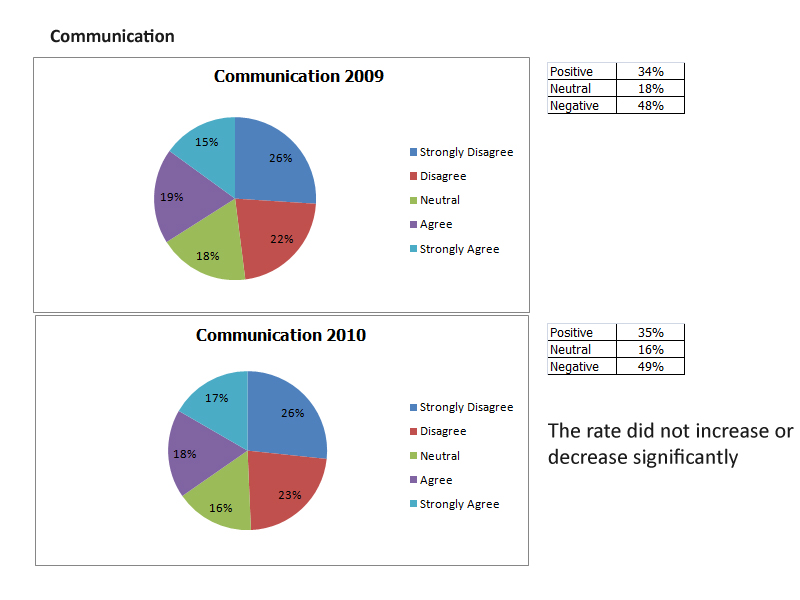 Communication
Communication 2009
15%
26%
19%
22%
18%
Strongly Disagree
Disagree
Neutral
Agree
Strongly Agree
Positive 34%
Neutral 18%
Negative 48%
Communication 2010
17%
26%
18%
23%
16%
Strongly Disagree
Disagree
Neutral
Agree
Strongly Agree
Positive 35%
Neutral 16%
Negative 49%
The rate did not increase or
decrease significantly